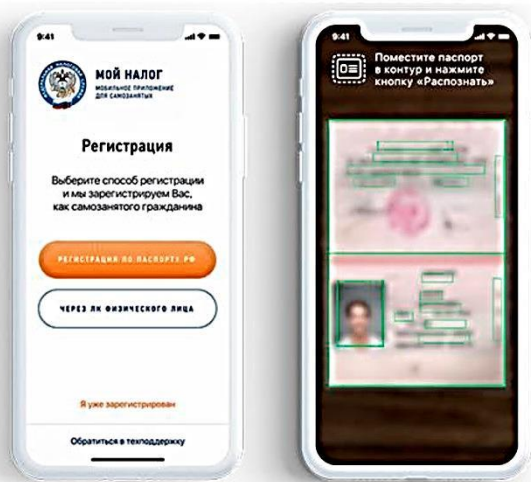 9:41
МОЙ НАЛОГ
МОБИЛЬНОЕ ПРИЛОЖЕНИЕ
ДЛЯ САМОЗАНЯТЫХ
Регистрация
Выберите способ регистрации
и мы зарегистрируем Вас,
как самозанятого гражданина
РЕГИСТРАЦИЯ ПО ПАСПОРТУ РФ
ЧЕРЕЗ ЛК ФИЗИЧЕСКОГО ЛИЦА
Я уже зарегистрирован
Обратиться в техподдержку
9:41
Поместите паспорт
в контур и нажмите
кнопку «Распознать»